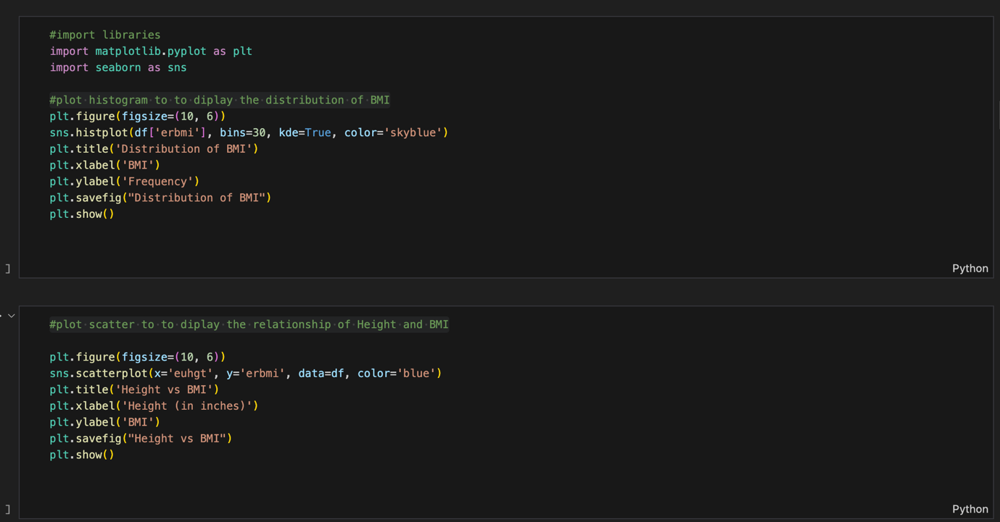 #import libraries
import matplotlib.pyplot as plt
import seaborn as sns
#plot histogram to to diplay the distribution of BMI
plt.figure(figsize=(10, 6))
sns.histplot(df['erbmi'], bins=30, kde=True, color='skyblue')
plt.title('Distribution of BMI')
plt.xlabel('BMI')
plt.ylabel('Frequency')
plt.savefig("Distribution of BMI")
plt.show()
]
Python
#plot scatter to to diplay the relationship of Height and BMI
plt.figure(figsize=(10, 6))
sns.scatterplot(x='euhgt', y='erbmi', data=df, color='blue')
plt.title('Height vs BMI')
plt.xlabel('Height (in inches)')
plt.ylabel('BMI')
plt.savefig("Height vs BMI")
plt.show()
]
Python